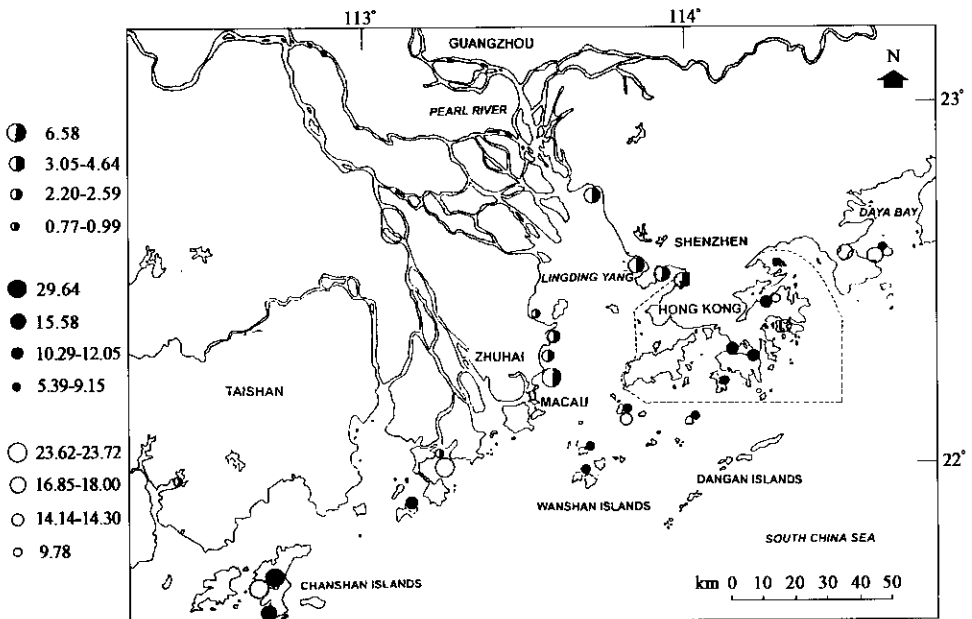 113°
114°
GUANGZHOU
N
PEARL RIVER
23°
6.58
3.05-4.64
2.20-2.59
0.77-0.99
DAYA BAY
SHENZHEN
LINGDING YANG
29.64
HONG KONG
15.58
10.29-12.05
ZHUHAI
5.39-9.15
TAISHAN
MACAU
23.62-23.72
22°
16.85-18.00
DANGAN ISLANDS
WANSHAN ISLANDS
14.14-14.30
SOUTH CHINA SEA
9.78
CHANSHAN ISLANDS
km 0 10 20 30 40 50